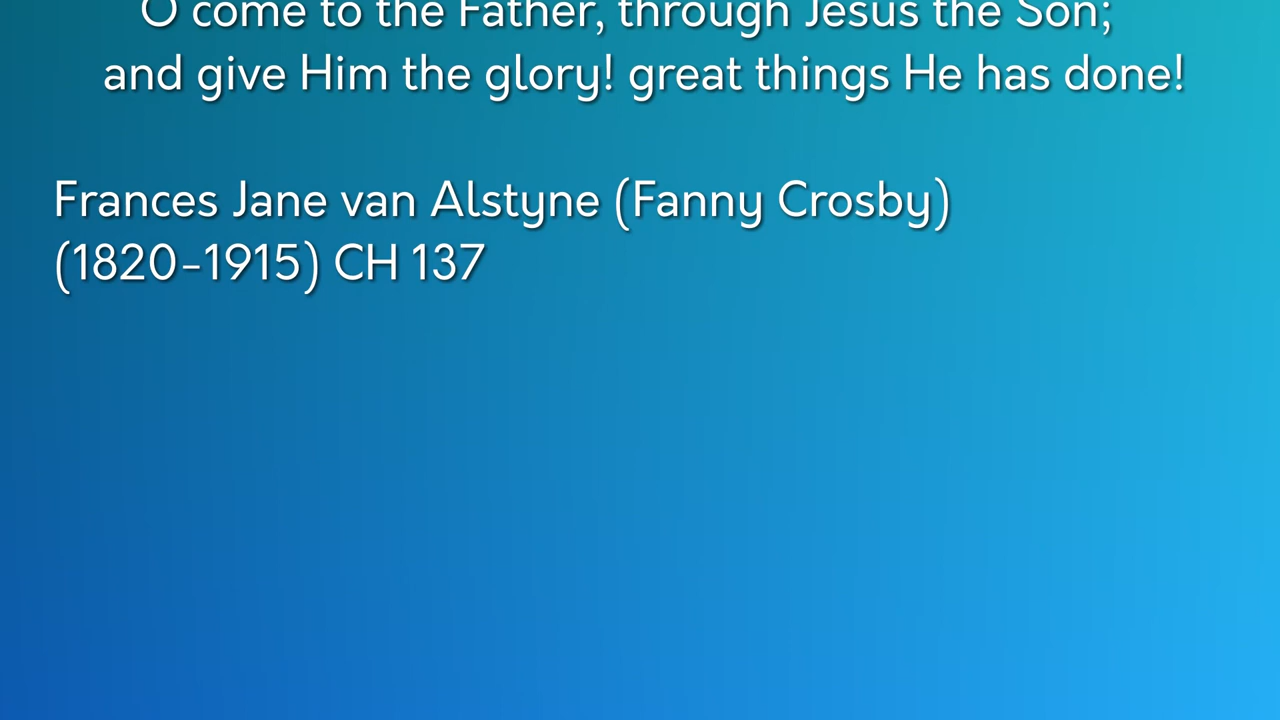 O come to the Father, through Jesus the Son;
and give Him the glory! great things He has done!
Frances Jane van Alstyne (Fanny Crosby)
(1820-1915) CH 137